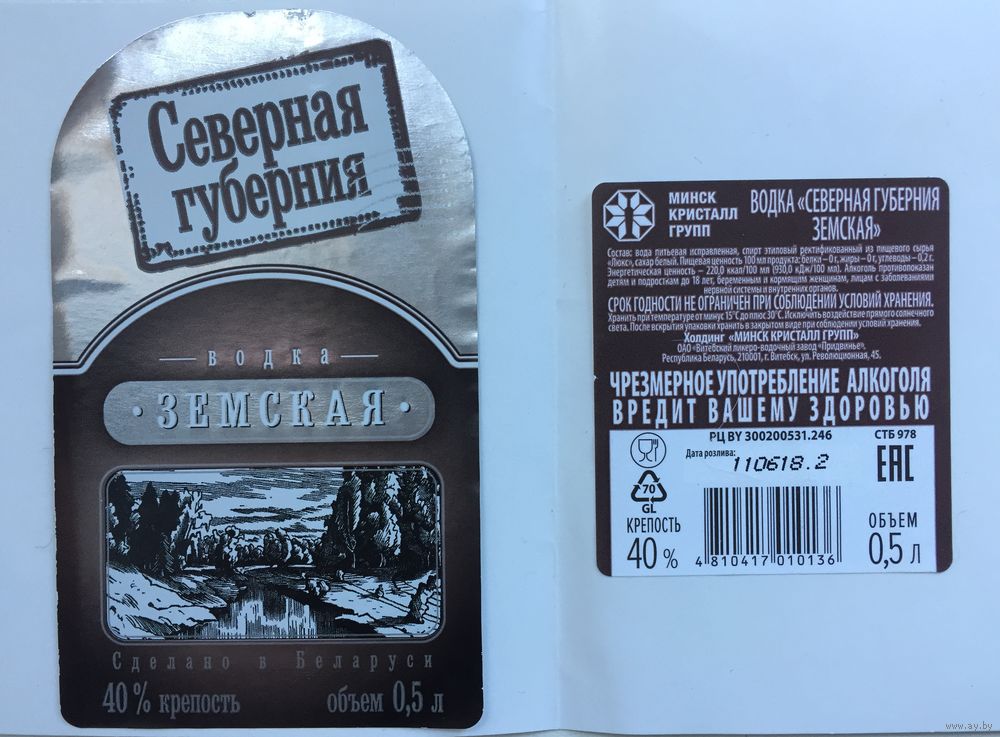 Северная
губерния
водка
• ЗЕМСКАЯ •
Сделано в Беларуси
40 % крепость
объем 0,5 л
МИНСК
КРИСТАЛЛ
ГРУПП
ВОДКА «СЕВЕРНАЯ ГУБЕРНИЯ
ЗЕМСКАЯ»
Состав: вода питьевая исправленная, спирт этиловый ректификованный из пищевого сырья
«Люкс», сахар белый. Пищевая ценность 100 мл продукта: белки – 0 г, жиры – 0 г, углеводы – 0,2 г.
Энергетическая ценность – 220,0 ккал/100 мл (930,0 кДж/100 мл). Алкоголь противопоказан
детям и подросткам до 18 лет, беременным и кормящим женщинам, лицам с заболеваниями
нервной системы и внутренних органов.
СРОК ГОДНОСТИ НЕ ОГРАНИЧЕН ПРИ СОБЛЮДЕНИИ УСЛОВИЙ ХРАНЕНИЯ.
Хранить при температуре от минус 15°С до плюс 30°С. Исключить воздействие прямого солнечного
света. После вскрытия упаковки хранить в закрытом виде при соблюдении условий хранения.
Холдинг «МИНСК КРИСТАЛЛ ГРУПП»
ОАО «Витебский ликеро-водочный завод «Придвинье».
Республика Беларусь, 210001, г. Витебск, ул. Революционная, 45.
ЧРЕЗМЕРНОЕ УПОТРЕБЛЕНИЕ АЛКОГОЛЯ
ВРЕДИТ ВАШЕМУ ЗДОРОВЬЮ
РЦ BY 300200531.246
СТБ 978
Дата розлива:
110618.2
EAC
70
GL
КРЕПОСТЬ
40 %
4 810417 010136
ОБЪЕМ
0,5 л
www.ay.by